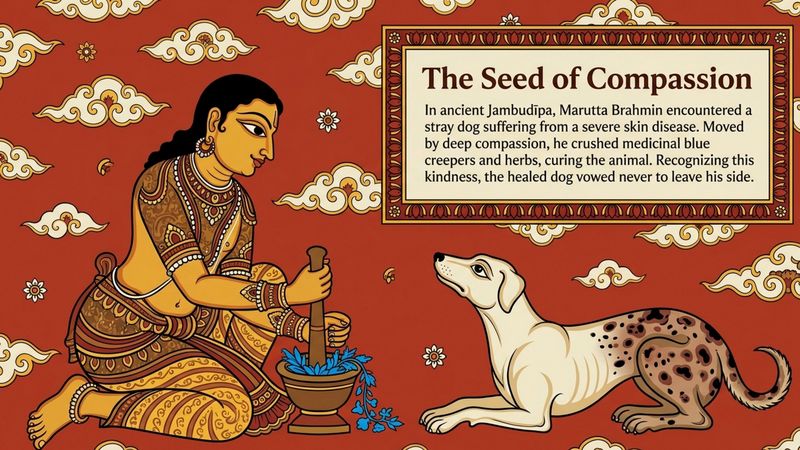 The Seed of Compassion
In ancient Jambudīpa, Marutta Brahmin encountered a
stray dog suffering from a severe skin disease. Moved
by deep compassion, he crushed medicinal blue
creepers and herbs, curing the animal. Recognizing this
kindness, the healed dog vowed never to leave his side.